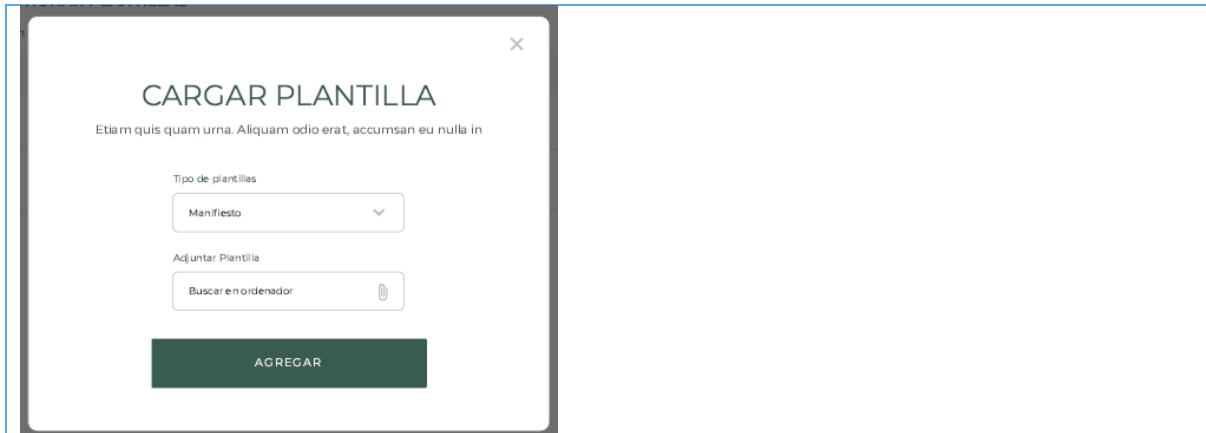 CARGAR PLANTILLA
Etiam quis quam urna. Aliquam odio erat, accumsan eu nulla in
Tipo de plantillas
Manifiesto
Adjuntar Plantilla
Buscar en ordenador
AGREGAR